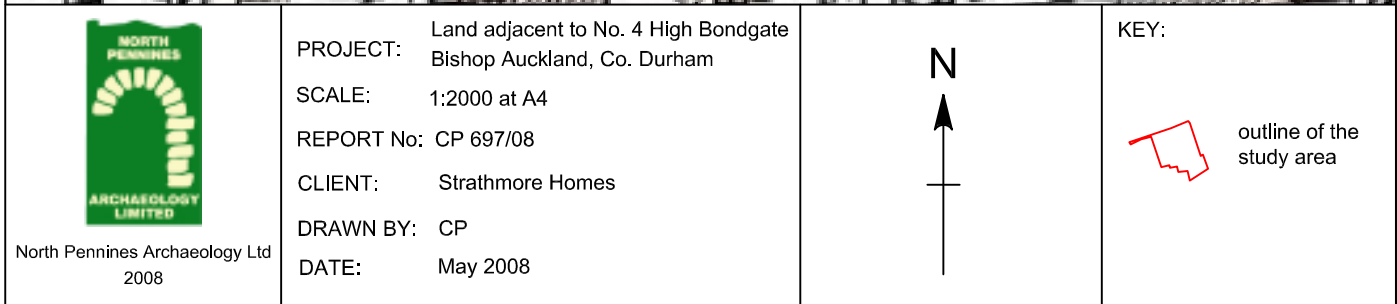 NORTH
PENNINES
ARCHAEOLOGY
LIMITED
North Pennines Archaeology Ltd
2008
PROJECT: Land adjacent to No. 4 High Bondgate
Bishop Auckland, Co. Durham
SCALE: 1:2000 at A4
REPORT No: CP 697/08
CLIENT: Strathmore Homes
DRAWN BY: CP
DATE: May 2008
N
KEY:
outline of the
study area